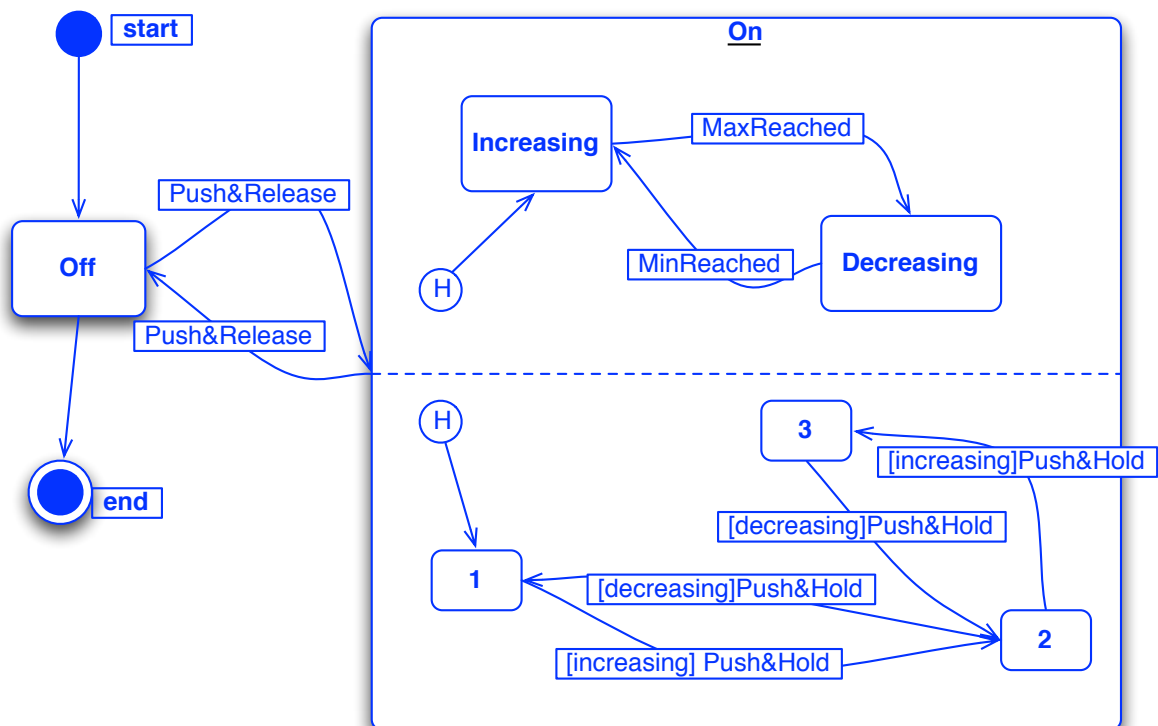 start
On
Increasing
MaxReached
Push&Release
Off
MinReached
Decreasing
H
Push&Release
H
3
[increasing]Push&Hold
end
[decreasing]Push&Hold
1
[decreasing]Push&Hold
2
[increasing] Push&Hold